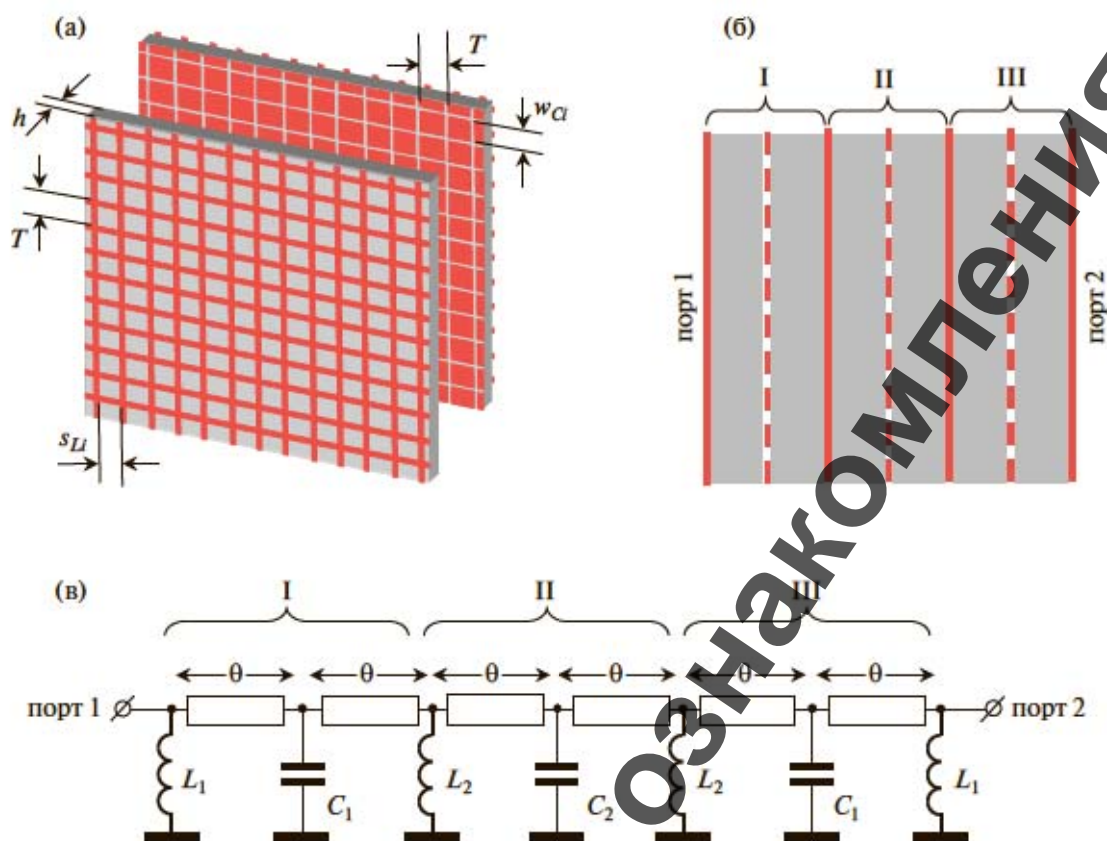 (а)
T
w_Ci
h
T
s_Li
(б)
I
II
III
порт 1
порт 2
ознакомления
(в)
I
II
III
θ
θ
θ
θ
θ
θ
порт 1
порт 2
L₁
C₁
L₂
C₂
L₂
C₁
L₁